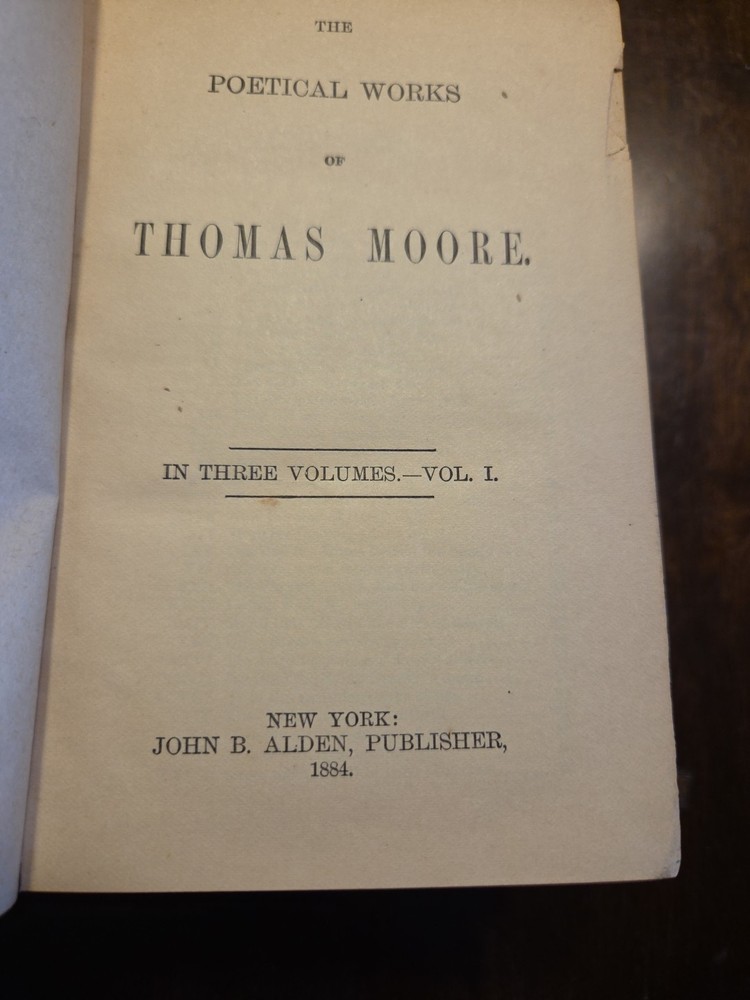 THE
POETICAL WORKS
OF
THOMAS MOORE.
IN THREE VOLUMES.—VOL. I.
NEW YORK:
JOHN B. ALDEN, PUBLISHER,
1884.